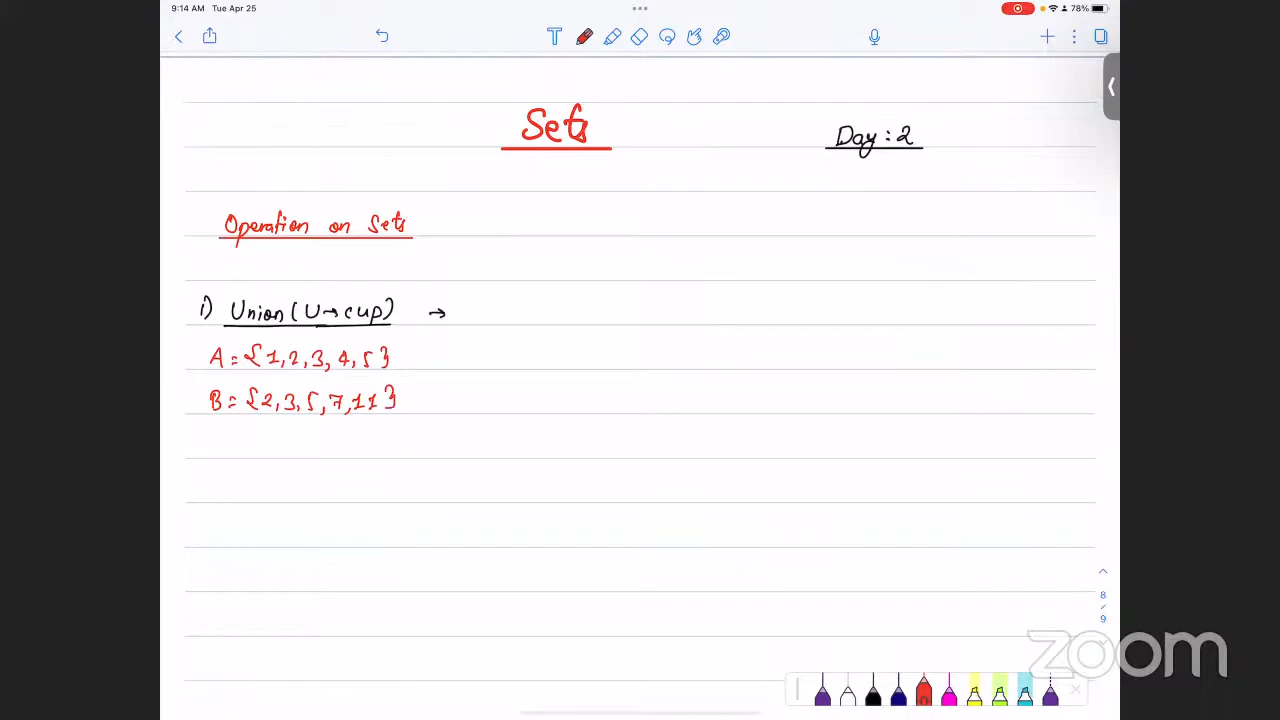 9:14 AM Tue Apr 25
78%
Sets
Day : 2
Operation on Sets
i) Union (U → cup) →
A = {1, 2, 3, 4, 5}
B = {2, 3, 5, 7, 11}
8
/
9
zoom